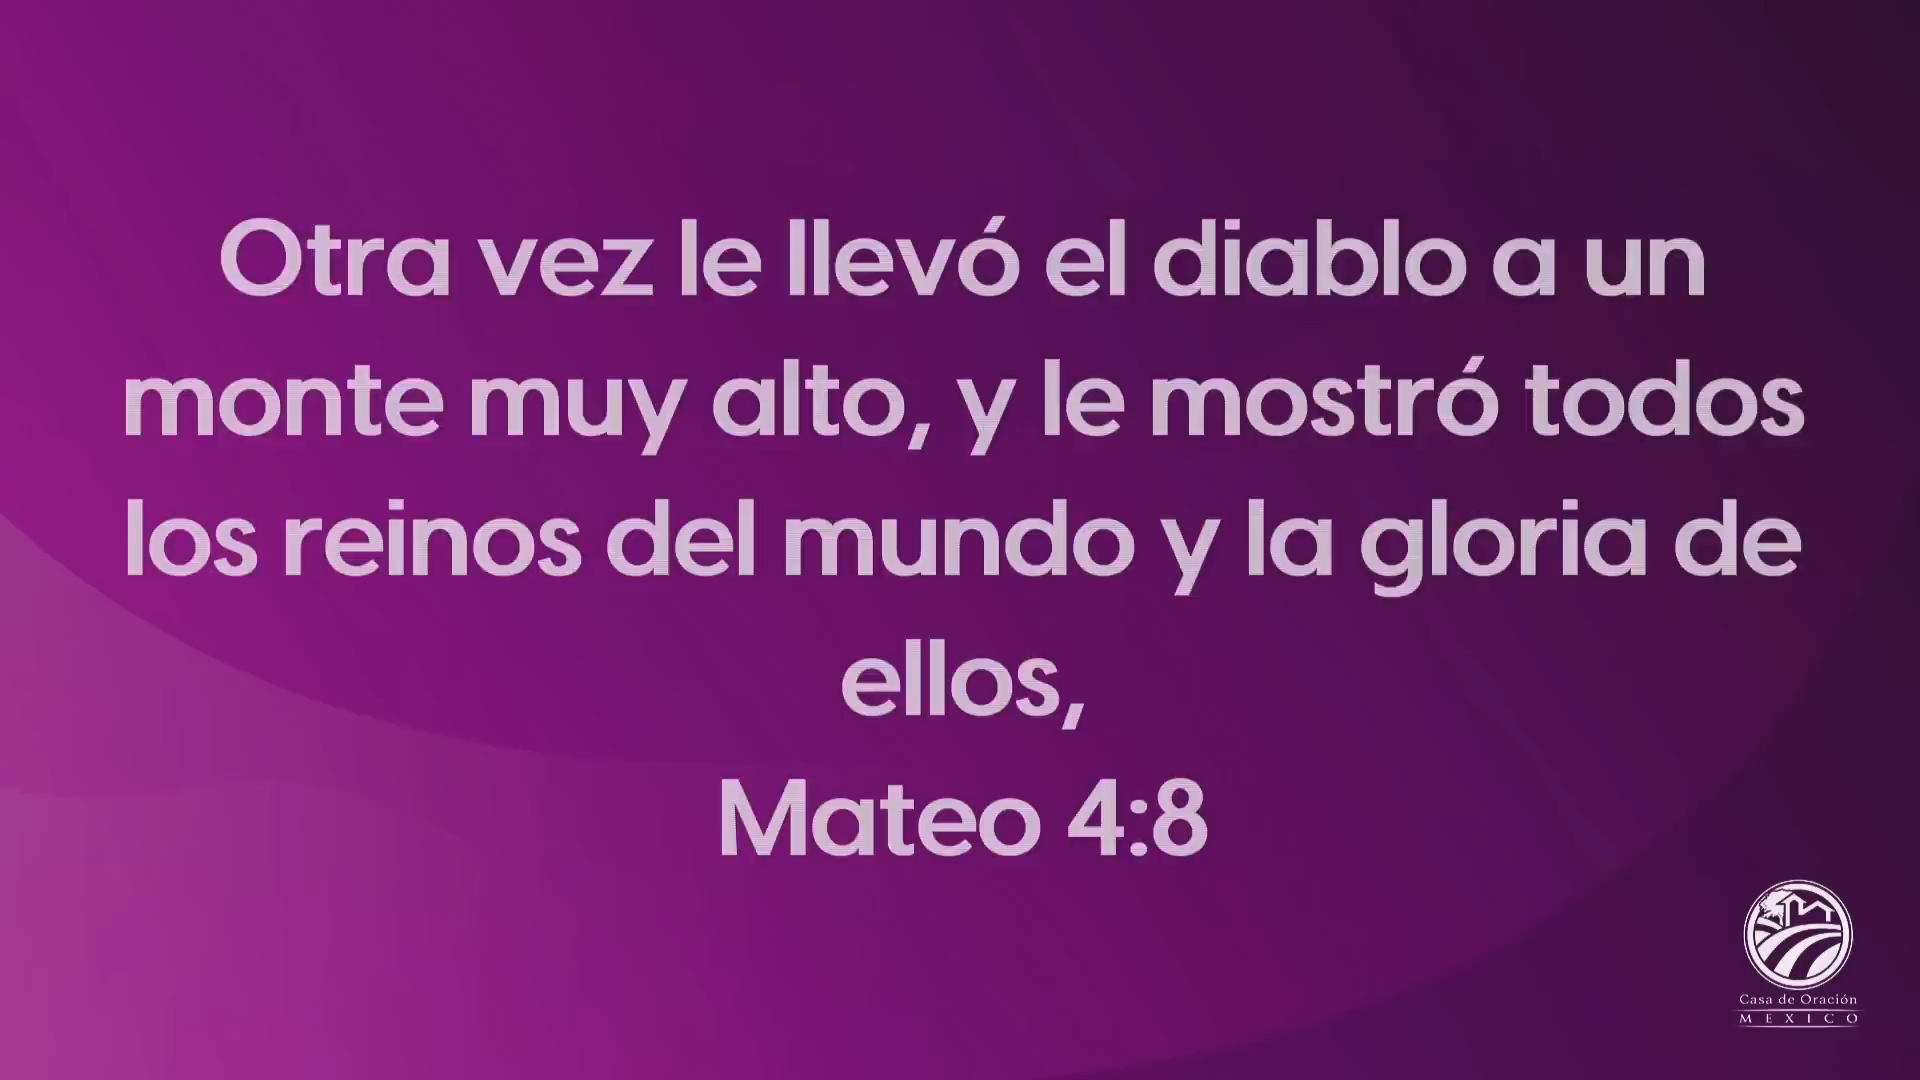 Otra vez le llevó el diablo a un
monte muy alto, y le mostró todos
los reinos del mundo y la gloria de
ellos,
Mateo 4:8
Casa de Oración
MEXICO